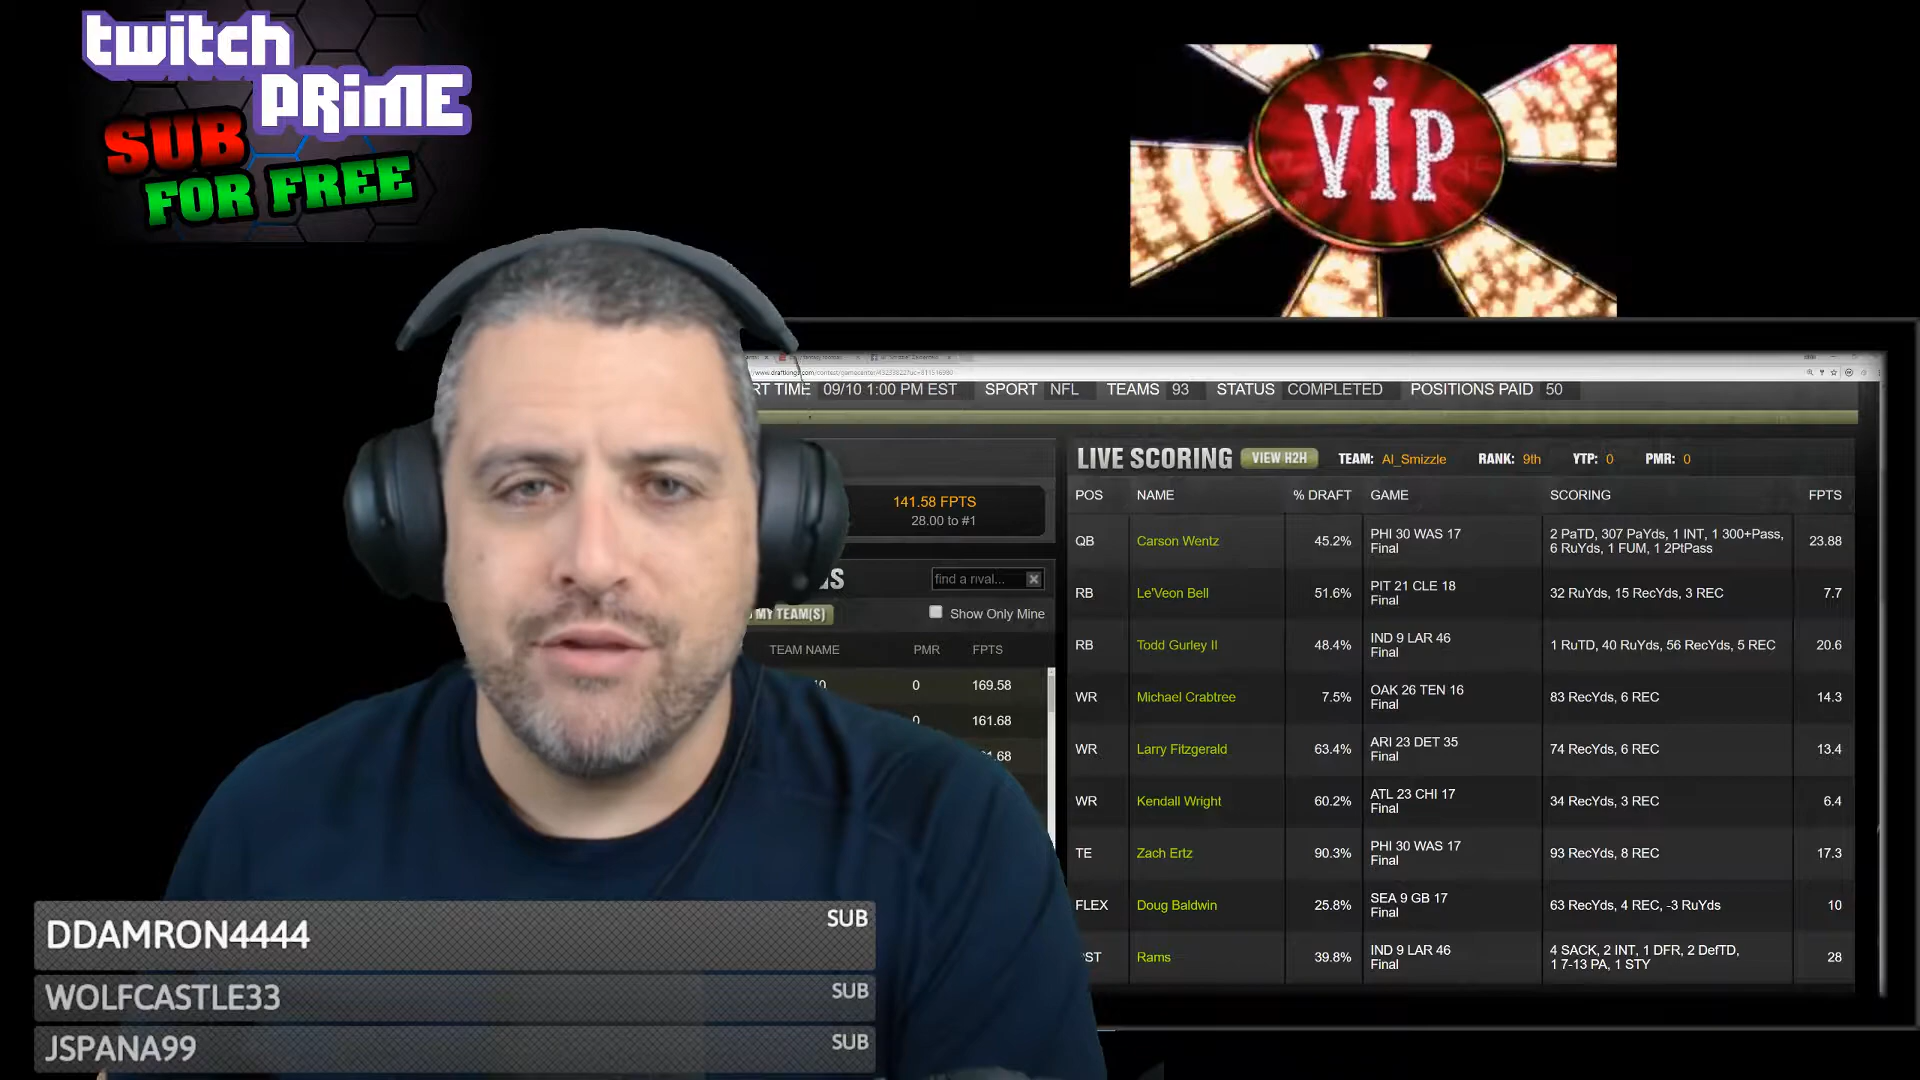 twitch
PRiME
SUB
FOR FREE
ViP
RT TIME 09/10 1:00 PM EST SPORT NFL TEAMS 93 STATUS COMPLETED POSITIONS PAID 50
141.58 FPTS
28.00 to #1
find a rival...
MY TEAM(S)
Show Only Mine
TEAM NAME PMR FPTS
0 169.58
0 161.68
LIVE SCORING VIEW H2H TEAM: Al_Smizzle RANK: 9th YTP: 0 PMR: 0
POS NAME % DRAFT GAME SCORING FPTS
QB Carson Wentz 45.2% PHI 30 WAS 17 Final 2 PaTD, 307 PaYds, 1 INT, 1 300+Pass, 6 RuYds, 1 FUM, 1 2PtPass 23.88
RB Le'Veon Bell 51.6% PIT 21 CLE 18 Final 32 RuYds, 15 RecYds, 3 REC 7.7
RB Todd Gurley II 48.4% IND 9 LAR 46 Final 1 RuTD, 40 RuYds, 56 RecYds, 5 REC 20.6
WR Michael Crabtree 7.5% OAK 26 TEN 16 Final 83 RecYds, 6 REC 14.3
WR Larry Fitzgerald 63.4% ARI 23 DET 35 Final 74 RecYds, 6 REC 13.4
WR Kendall Wright 60.2% ATL 23 CHI 17 Final 34 RecYds, 3 REC 6.4
TE Zach Ertz 90.3% PHI 30 WAS 17 Final 93 RecYds, 8 REC 17.3
FLEX Doug Baldwin 25.8% SEA 9 GB 17 Final 63 RecYds, 4 REC, -3 RuYds 10
ST Rams 39.8% IND 9 LAR 46 Final 4 SACK, 2 INT, 1 DFR, 2 DefTD, 1 7-13 PA, 1 STY 28
DDAMRON4444 SUB
WOLFCASTLE33 SUB
JSPANA99 SUB